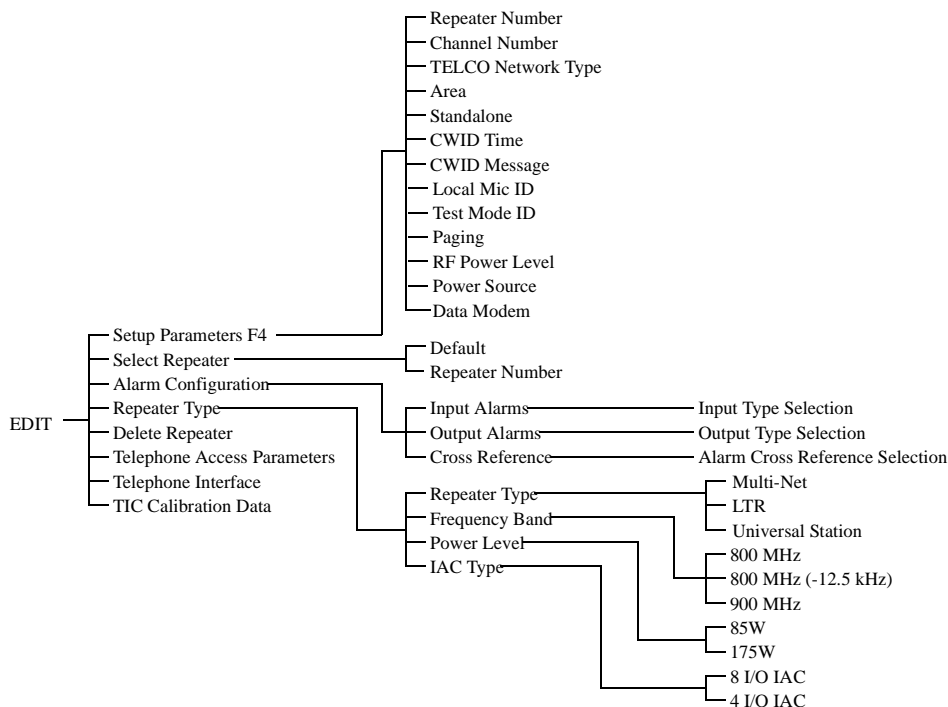 Repeater Number
Channel Number
TELCO Network Type
Area
Standalone
CWID Time
CWID Message
Local Mic ID
Test Mode ID
Paging
RF Power Level
Power Source
Data Modem
Setup Parameters F4
Select Repeater
Default
Repeater Number
Alarm Configuration
Repeater Type
Input Alarms
Input Type Selection
EDIT
Delete Repeater
Output Alarms
Output Type Selection
Telephone Access Parameters
Cross Reference
Alarm Cross Reference Selection
Telephone Interface
TIC Calibration Data
Repeater Type
Multi-Net
LTR
Universal Station
Frequency Band
800 MHz
800 MHz (-12.5 kHz)
900 MHz
Power Level
85W
175W
IAC Type
8 I/O IAC
4 I/O IAC